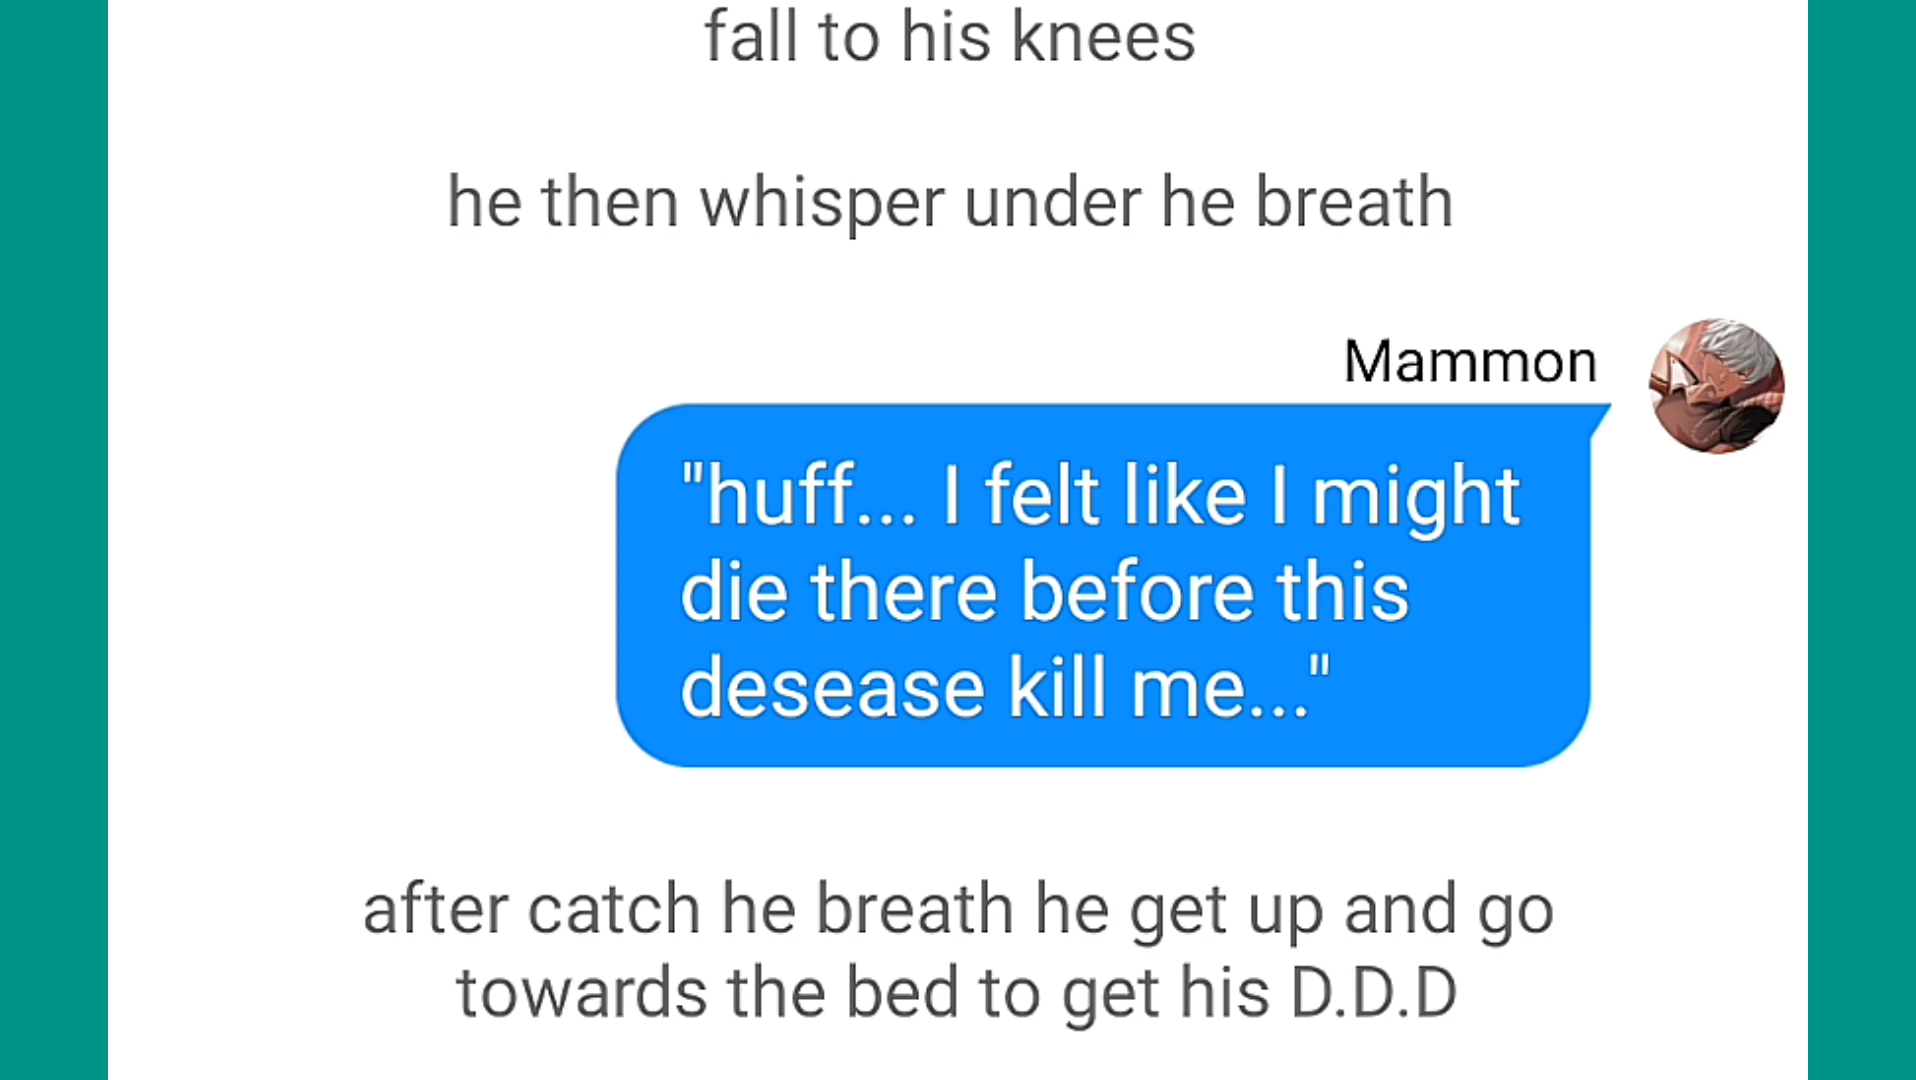 fall to his knees
he then whisper under he breath
Mammon
"huff... I felt like I might
die there before this
desease kill me..."
after catch he breath he get up and go
towards the bed to get his D.D.D